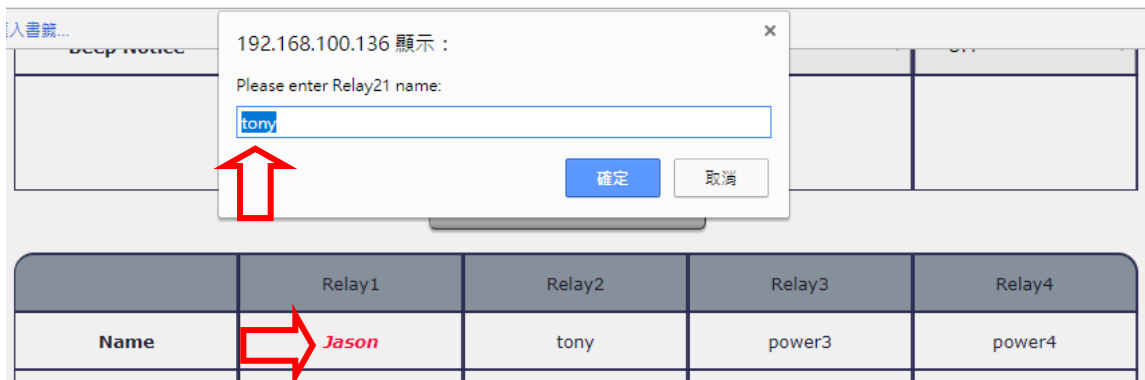 入書籤...
192.168.100.136 顯示：
Please enter Relay21 name:
tony
確定 取消
Relay1 Relay2 Relay3 Relay4
Name Jason tony power3 power4